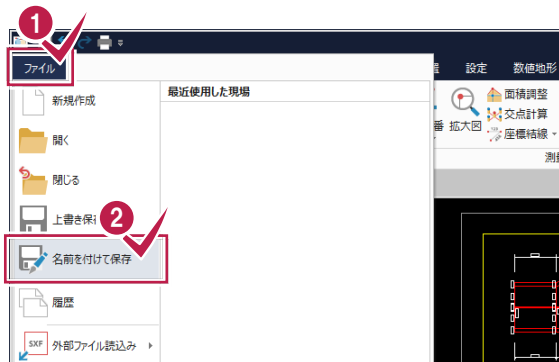 1
ファイル
設定
数値地形
新規作成
最近使用した現場
開く
閉じる
上書き保
2
名前を付けて保存
履歴
SXF 外部ファイル読込み
番
拡大図
面積調整
交点計算
座標結線
測